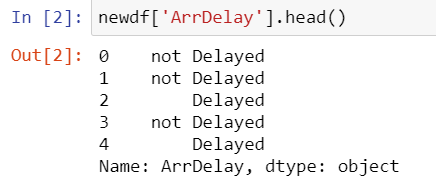 In [2]: newdf['ArrDelay'].head()
Out[2]: 0    not Delayed
1    not Delayed
2        Delayed
3    not Delayed
4        Delayed
Name: ArrDelay, dtype: object